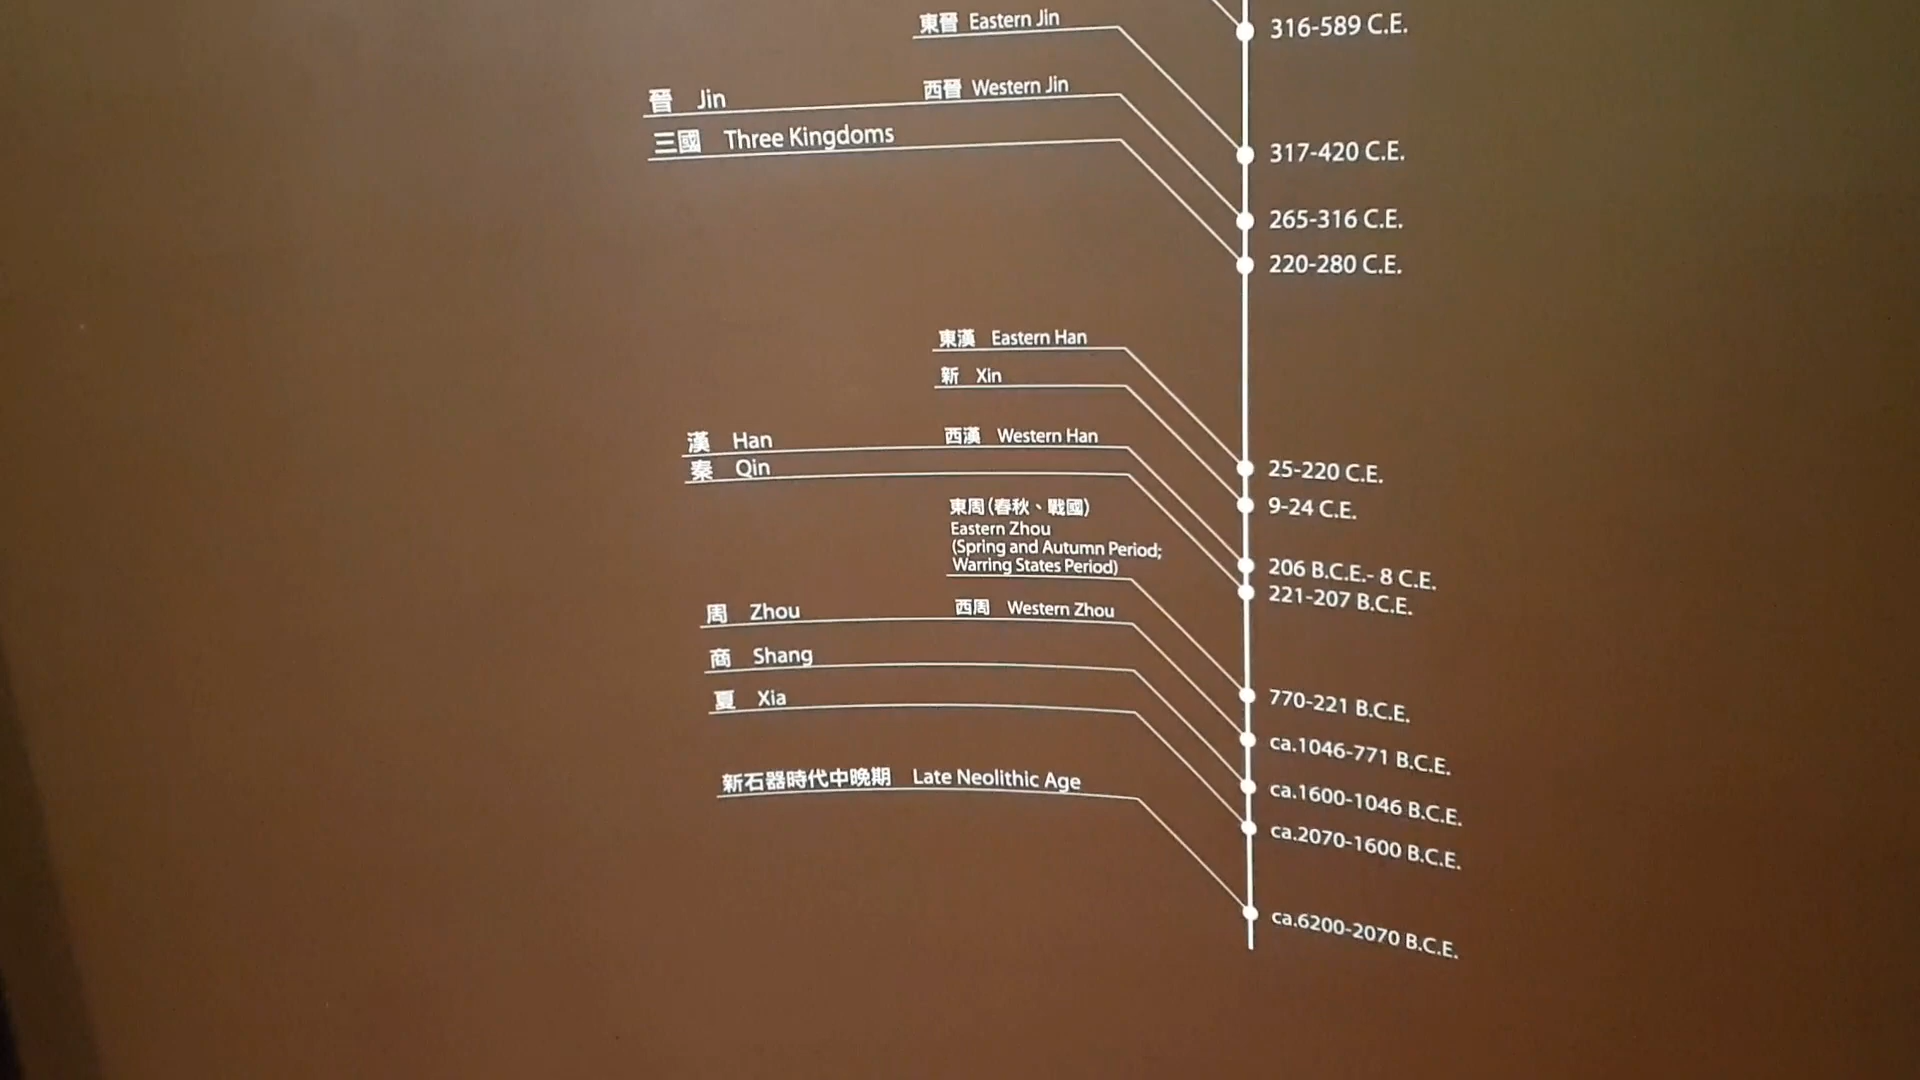 316-589 C.E.
東晉 Eastern Jin
317-420 C.E.
晉 Jin
西晉 Western Jin
265-316 C.E.
三國 Three Kingdoms
220-280 C.E.
東漢 Eastern Han
25-220 C.E.
新 Xin
9-24 C.E.
漢 Han
西漢 Western Han
206 B.C.E.- 8 C.E.
秦 Qin
221-207 B.C.E.
東周(春秋、戰國)
Eastern Zhou
(Spring and Autumn Period;
Warring States Period)
770-221 B.C.E.
周 Zhou
西周 Western Zhou
ca.1046-771 B.C.E.
商 Shang
ca.1600-1046 B.C.E.
夏 Xia
ca.2070-1600 B.C.E.
新石器時代中晚期 Late Neolithic Age
ca.6200-2070 B.C.E.